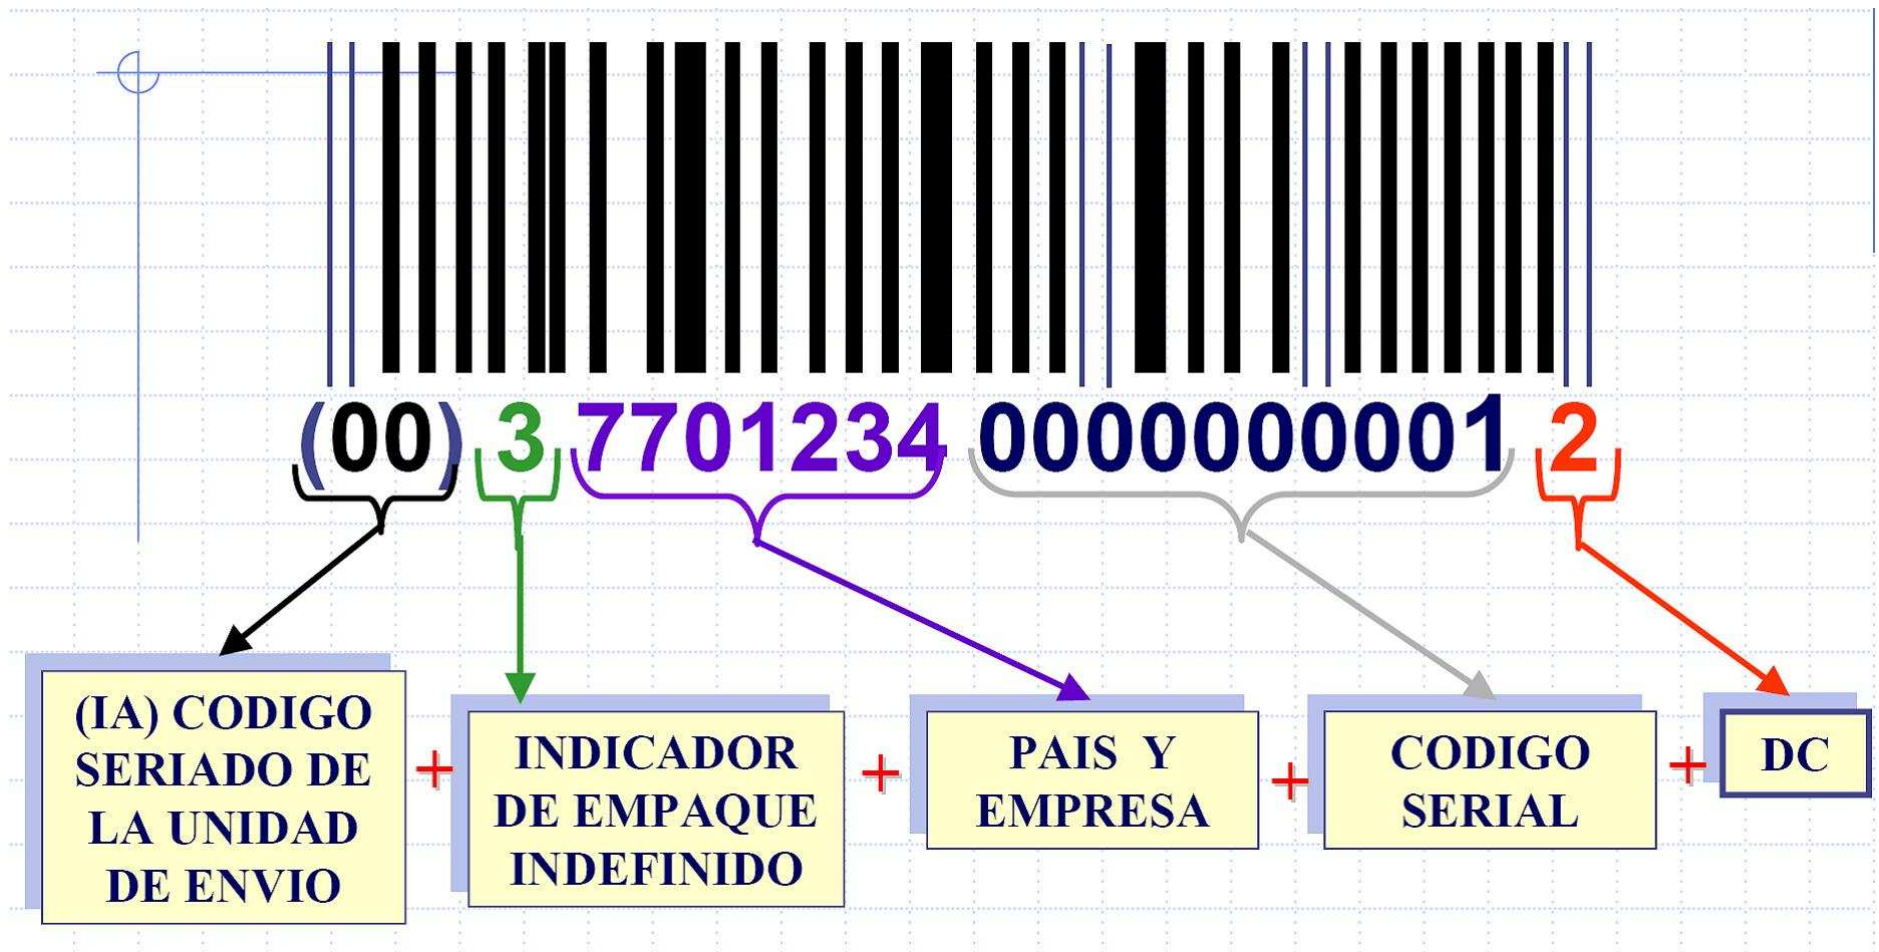 (00) 3 7701234 0000000001 2
(IA) CODIGO
SERIADO DE
LA UNIDAD
DE ENVIO
+
INDICADOR
DE EMPAQUE
INDEFINIDO
+
PAIS Y
EMPRESA
+
CODIGO
SERIAL
+
DC